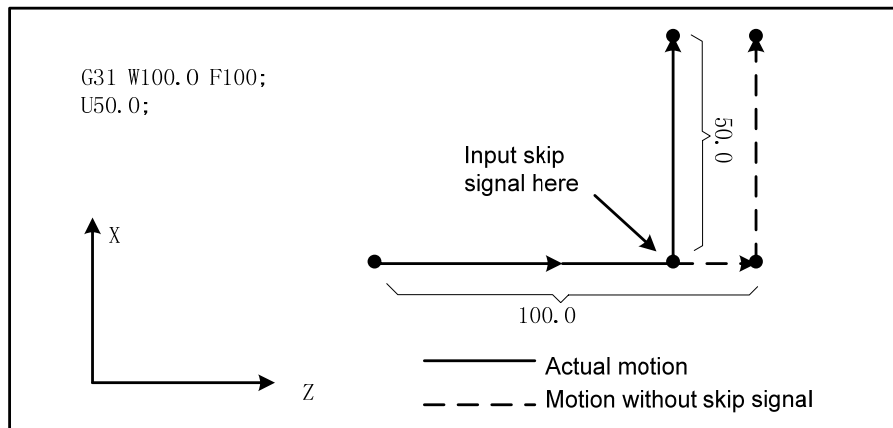 G31 W100.0 F100;
U50.0;
Input skip
signal here
50.0
X
100.0
Z
Actual motion
Motion without skip signal